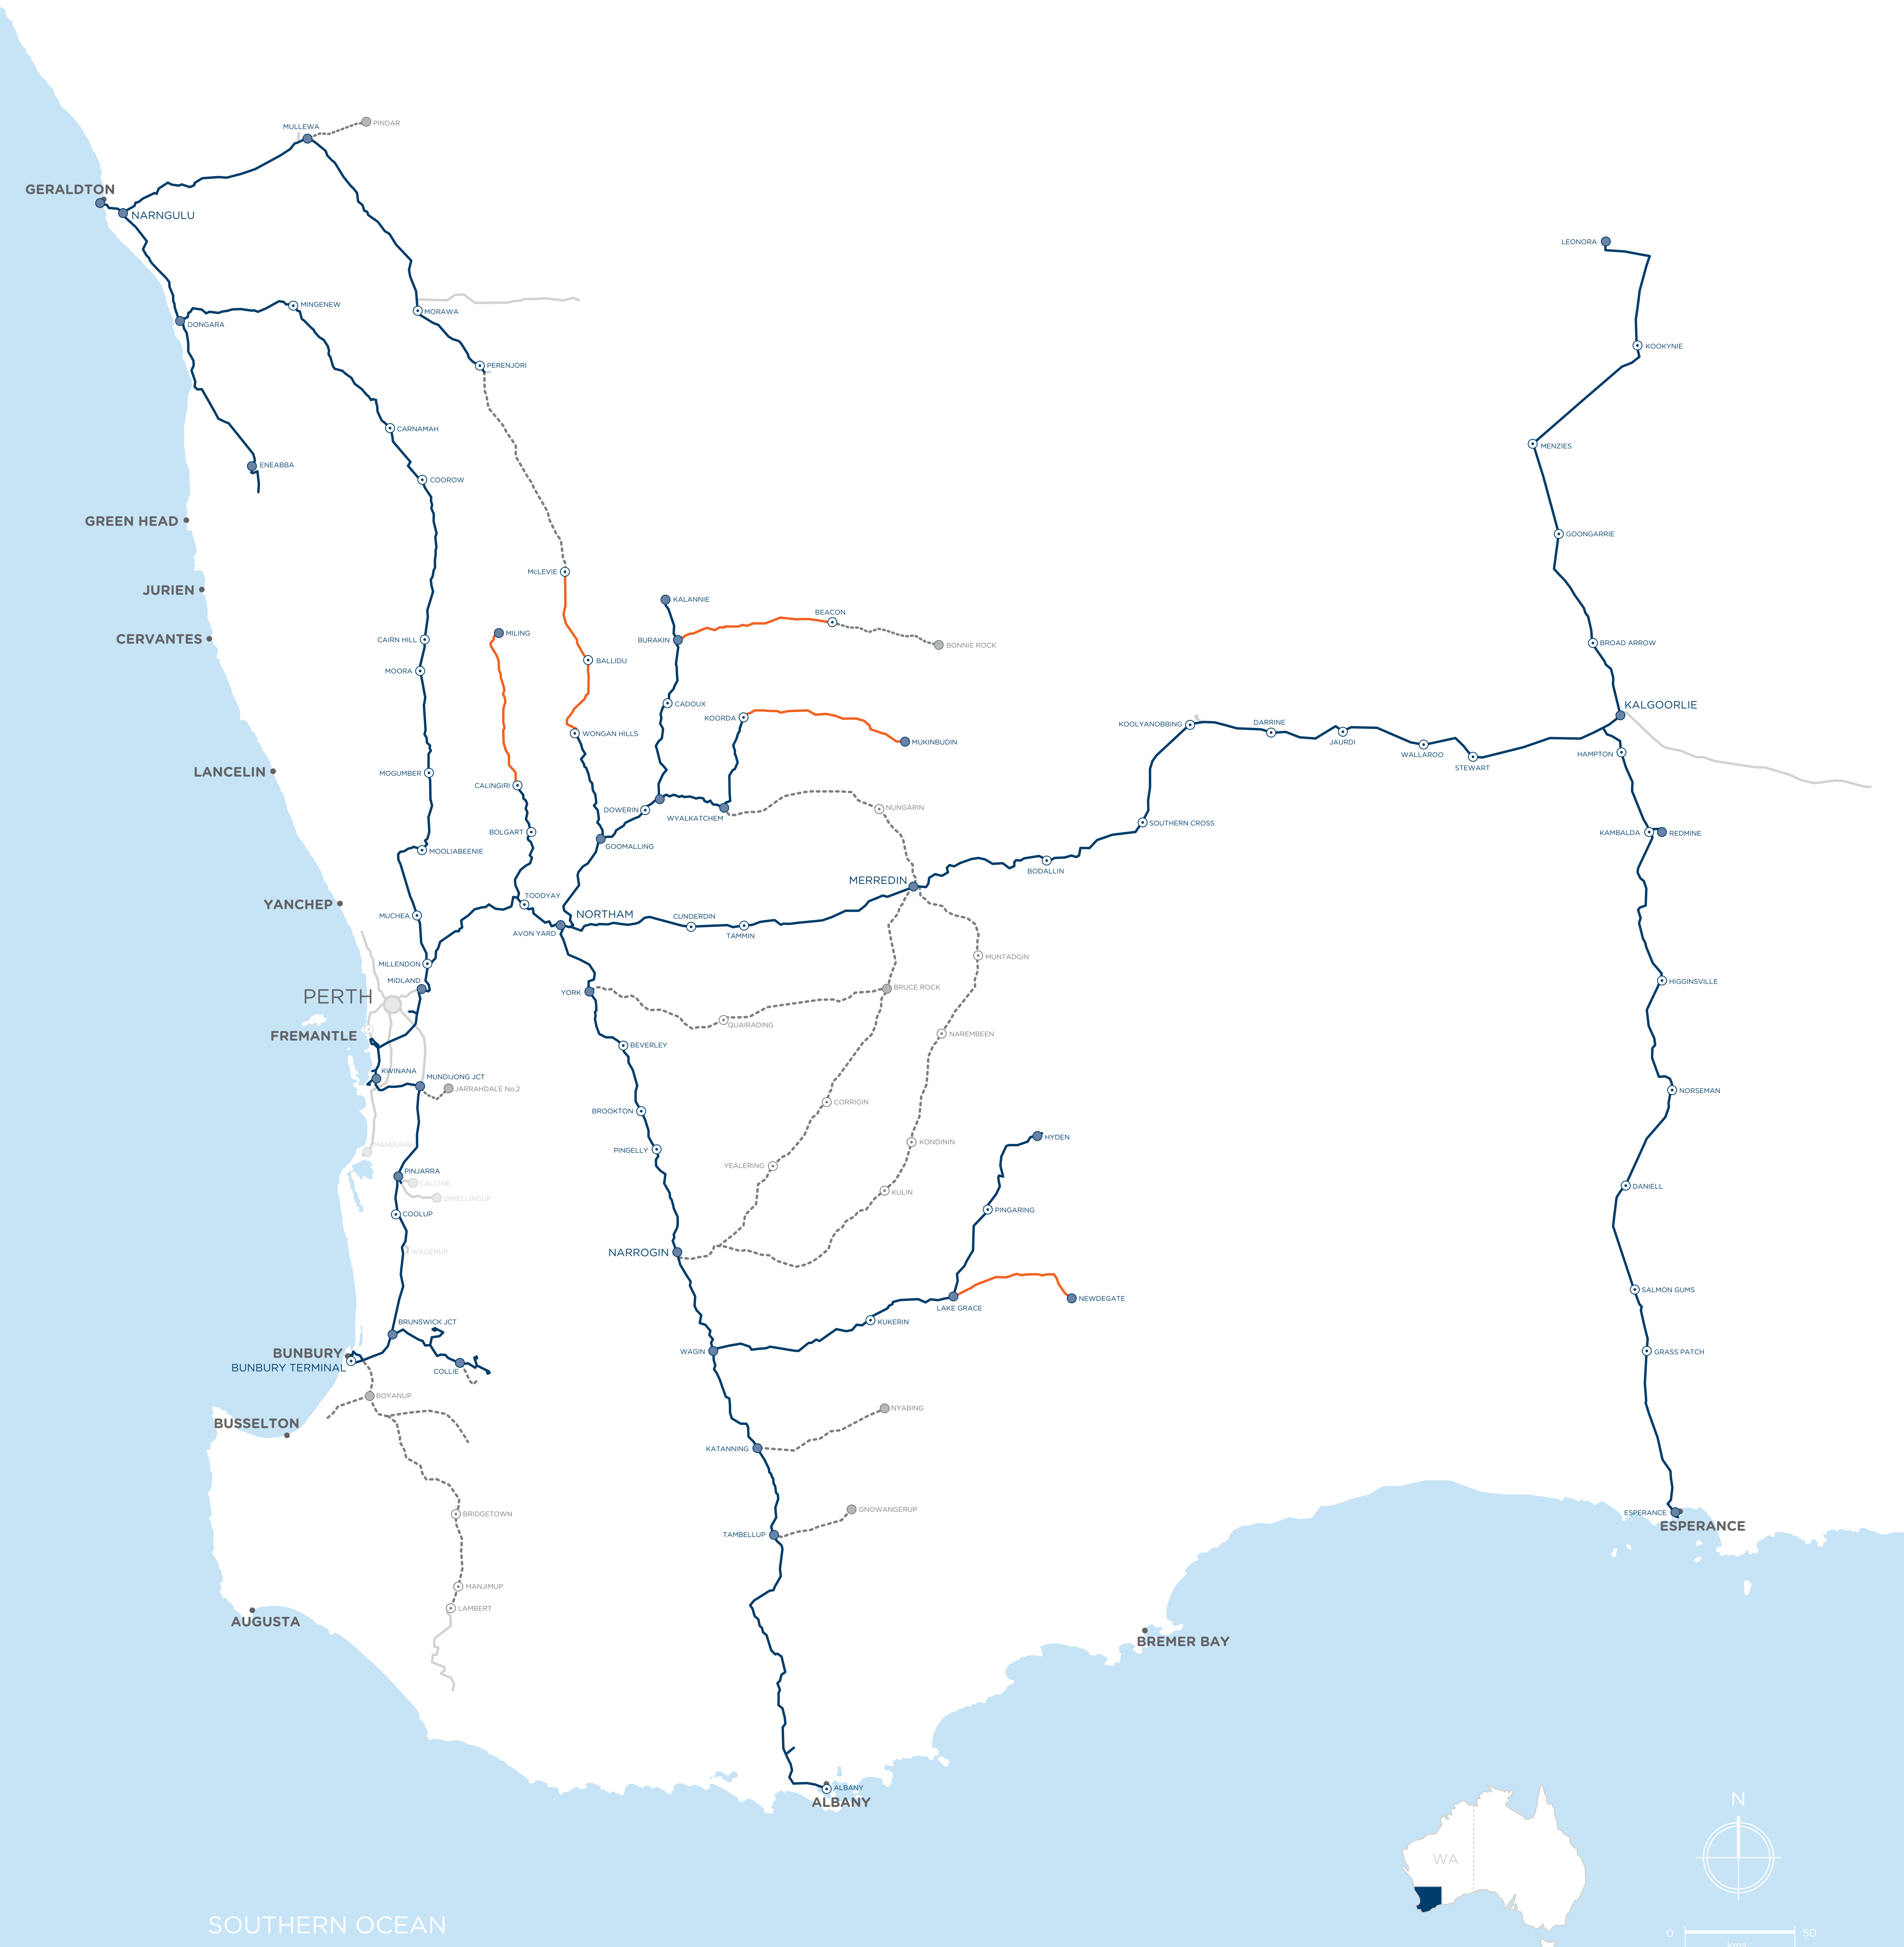 PINDAR
MULLEWA
GERALDTON
NARNGULU
LEONORA
MINGENEW
MORAWA
DONGARA
KOOKYNIE
PERENJORI
CARNAMAH
MENZIES
ENEABBA
COOROW
GREEN HEAD
GOONGARRIE
McLEVIE
JURIEN
KALANNIE
BEACON
MILING
CERVANTES
CAIRN HILL
BURAKIN
BONNIE ROCK
BROAD ARROW
BALLIDU
MOORA
CADOUX
KALGOORLIE
KOORDA
KOOLYANOBBING
DARRINE
WONGAN HILLS
MUKINBUDIN
JAURDI
WALLAROO
HAMPTON
STEWART
LANCELIN
MOGUMBER
CALINGIRI
NUNGARIN
DOWERIN
WYALKATCHEM
SOUTHERN CROSS
BOLGART
KAMBALDA
REDMINE
GOOMALLING
MOOLIABEENIE
BODALLIN
MERREDIN
TOODYAY
YANCHEP
MUCHEA
NORTHAM
CUNDERDIN
AVON YARD
TAMMIN
MUNTADGIN
MILLENDON
MIDLAND
HIGGINSVILLE
BRUCE ROCK
YORK
PERTH
QUAIRADING
FREMANTLE
NAREMBEEN
BEVERLEY
KWINANA
MUNDIJONG JCT
JARRAHDALE No.2
NORSEMAN
CORRIGIN
BROOKTON
HYDEN
KONDININ
MANDURAH
PINGELLY
YEALERING
PINJARRA
CALCINE
DANIELL
KULIN
DWELLINGUP
PINGARING
COOLUP
WAGERUP
NARROGIN
SALMON GUMS
NEWDEGATE
LAKE GRACE
BRUNSWICK JCT
KUKERIN
BUNBURY
WAGIN
GRASS PATCH
BUNBURY TERMINAL
COLLIE
BOYANUP
NYABING
BUSSELTON
KATANNING
GNOWANGERUP
BRIDGETOWN
ESPERANCE
ESPERANCE
TAMBELLUP
MANJIMUP
LAMBERT
AUGUSTA
BREMER BAY
ALBANY
ALBANY
N
WA
SOUTHERN OCEAN
0
50
kms